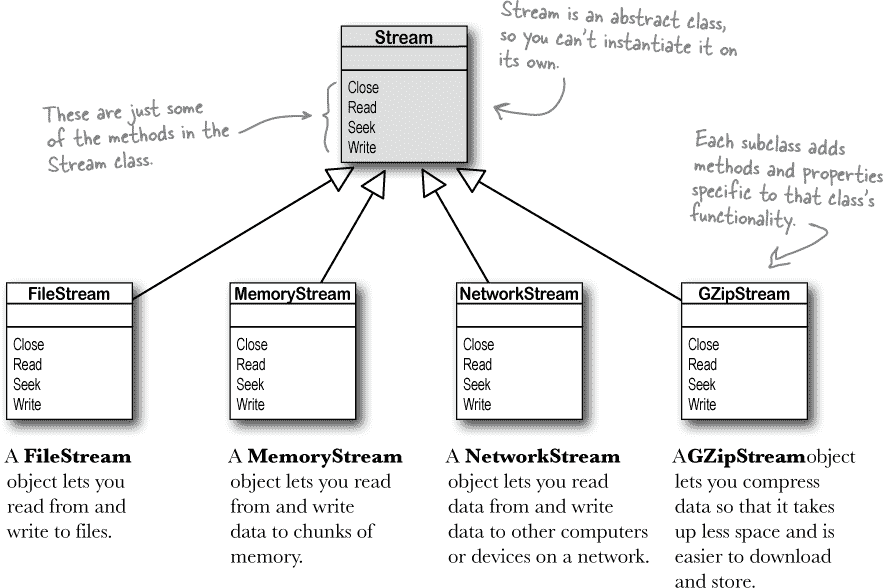 Stream is an abstract class,
so you can't instantiate it on
its own.
Stream
Close
Read
Seek
Write
These are just some
of the methods in the
Stream class.
Each subclass adds
methods and properties
specific to that class's
functionality.
FileStream
Close
Read
Seek
Write
MemoryStream
Close
Read
Seek
Write
NetworkStream
Close
Read
Seek
Write
GZipStream
Close
Read
Seek
Write
A FileStream
object lets you
read from and
write to files.
A MemoryStream
object lets you read
from and write
data to chunks of
memory.
A NetworkStream
object lets you read
data from and write
data to other computers
or devices on a network.
AGZipStreamobject
lets you compress
data so that it takes
up less space and is
easier to download
and store.